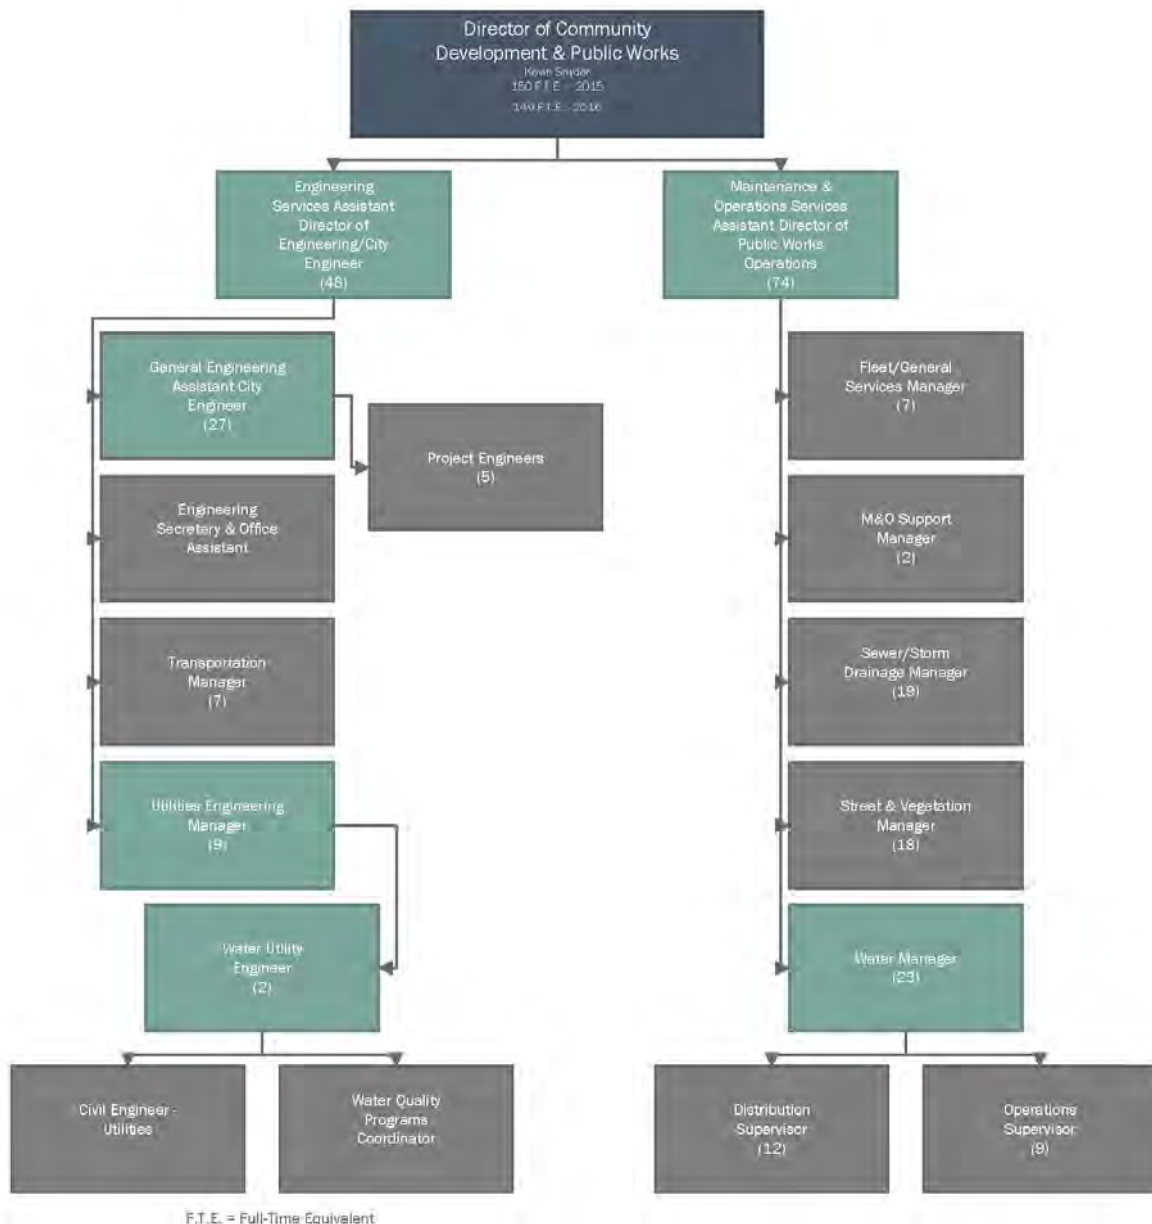 Director of Community
Development & Public Works
Kevin Snyder
150 F.T.E. - 2015
149 F.T.E. - 2016
Engineering
Services Assistant
Director of
Engineering/City
Engineer
(48)
Maintenance &
Operations Services
Assistant Director of
Public Works
Operations
(74)
General Engineering
Assistant City
Engineer
(27)
Project Engineers
(5)
Fleet/General
Services Manager
(7)
Engineering
Secretary & Office
Assistant
M&O Support
Manager
(2)
Transportation
Manager
(7)
Sewer/Storm
Drainage Manager
(19)
Utilities Engineering
Manager
(9)
Street & Vegetation
Manager
(18)
Water Utility
Engineer
(2)
Water Manager
(23)
Civil Engineer -
Utilities
Water Quality
Programs
Coordinator
Distribution
Supervisor
(12)
Operations
Supervisor
(9)
F.T.E. = Full-Time Equivalent